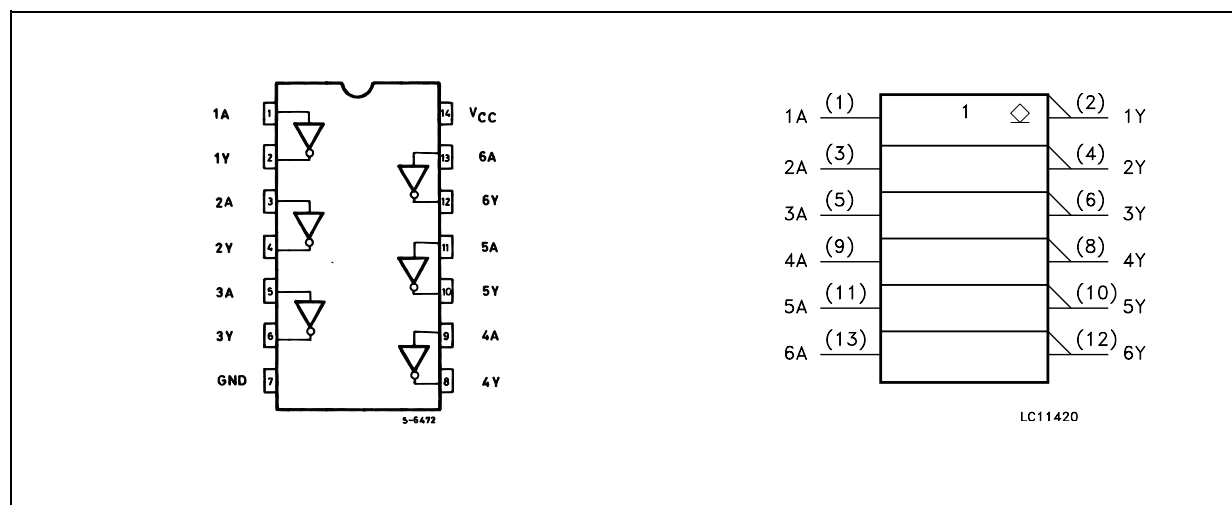 1A 1 14 VCC
1Y 2 13 6A
12 6Y
2A 3
2Y 4 11 5A
10 5Y
3A 5
3Y 6 9 4A
GND 7 8 4Y
S-6472
1A (1) 1 (2) 1Y
2A (3) (4) 2Y
3A (5) (6) 3Y
4A (9) (8) 4Y
5A (11) (10) 5Y
6A (13) (12) 6Y
LC11420